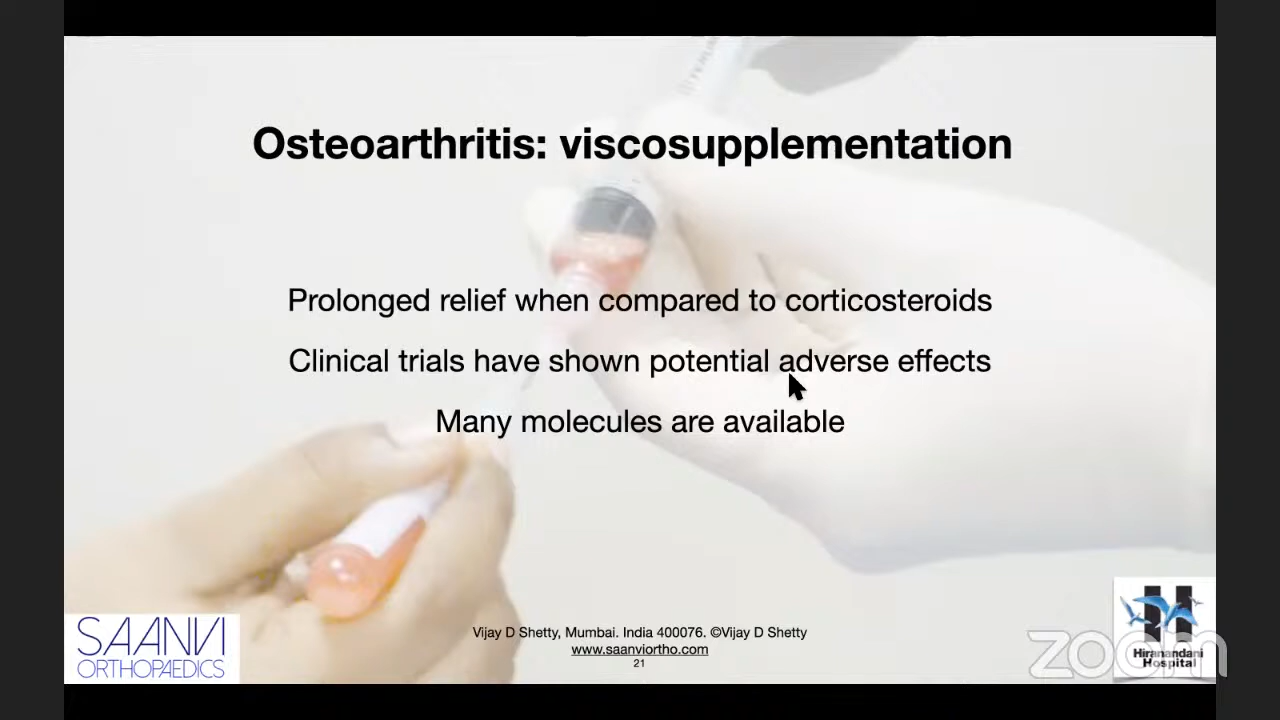 Osteoarthritis: viscosupplementation
Prolonged relief when compared to corticosteroids
Clinical trials have shown potential adverse effects
Many molecules are available
SAANVI
ORTHOPAEDICS
Vijay D Shetty, Mumbai. India 400076. ©Vijay D Shetty
www.saanviortho.com
21
H
Hiranandani
Hospital
zoom